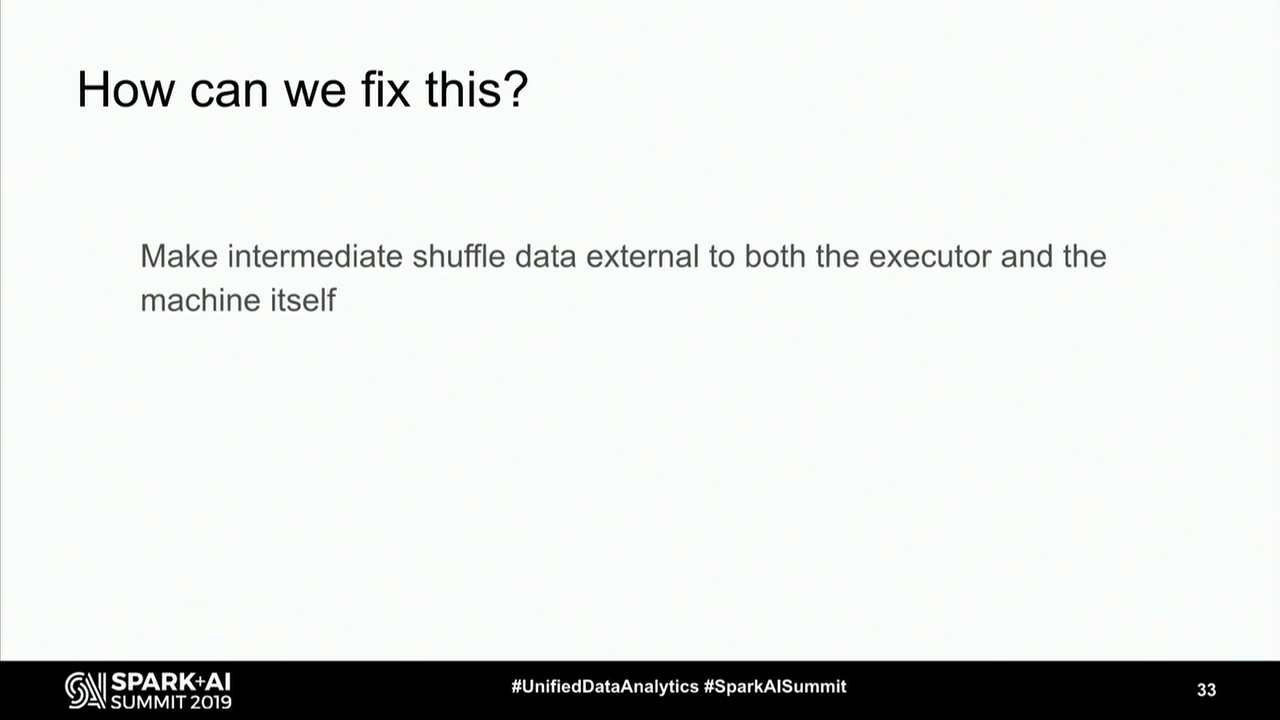 How can we fix this?
Make intermediate shuffle data external to both the executor and the
machine itself
SPARK+AI
SUMMIT 2019
#UnifiedDataAnalytics #SparkAISummit
33